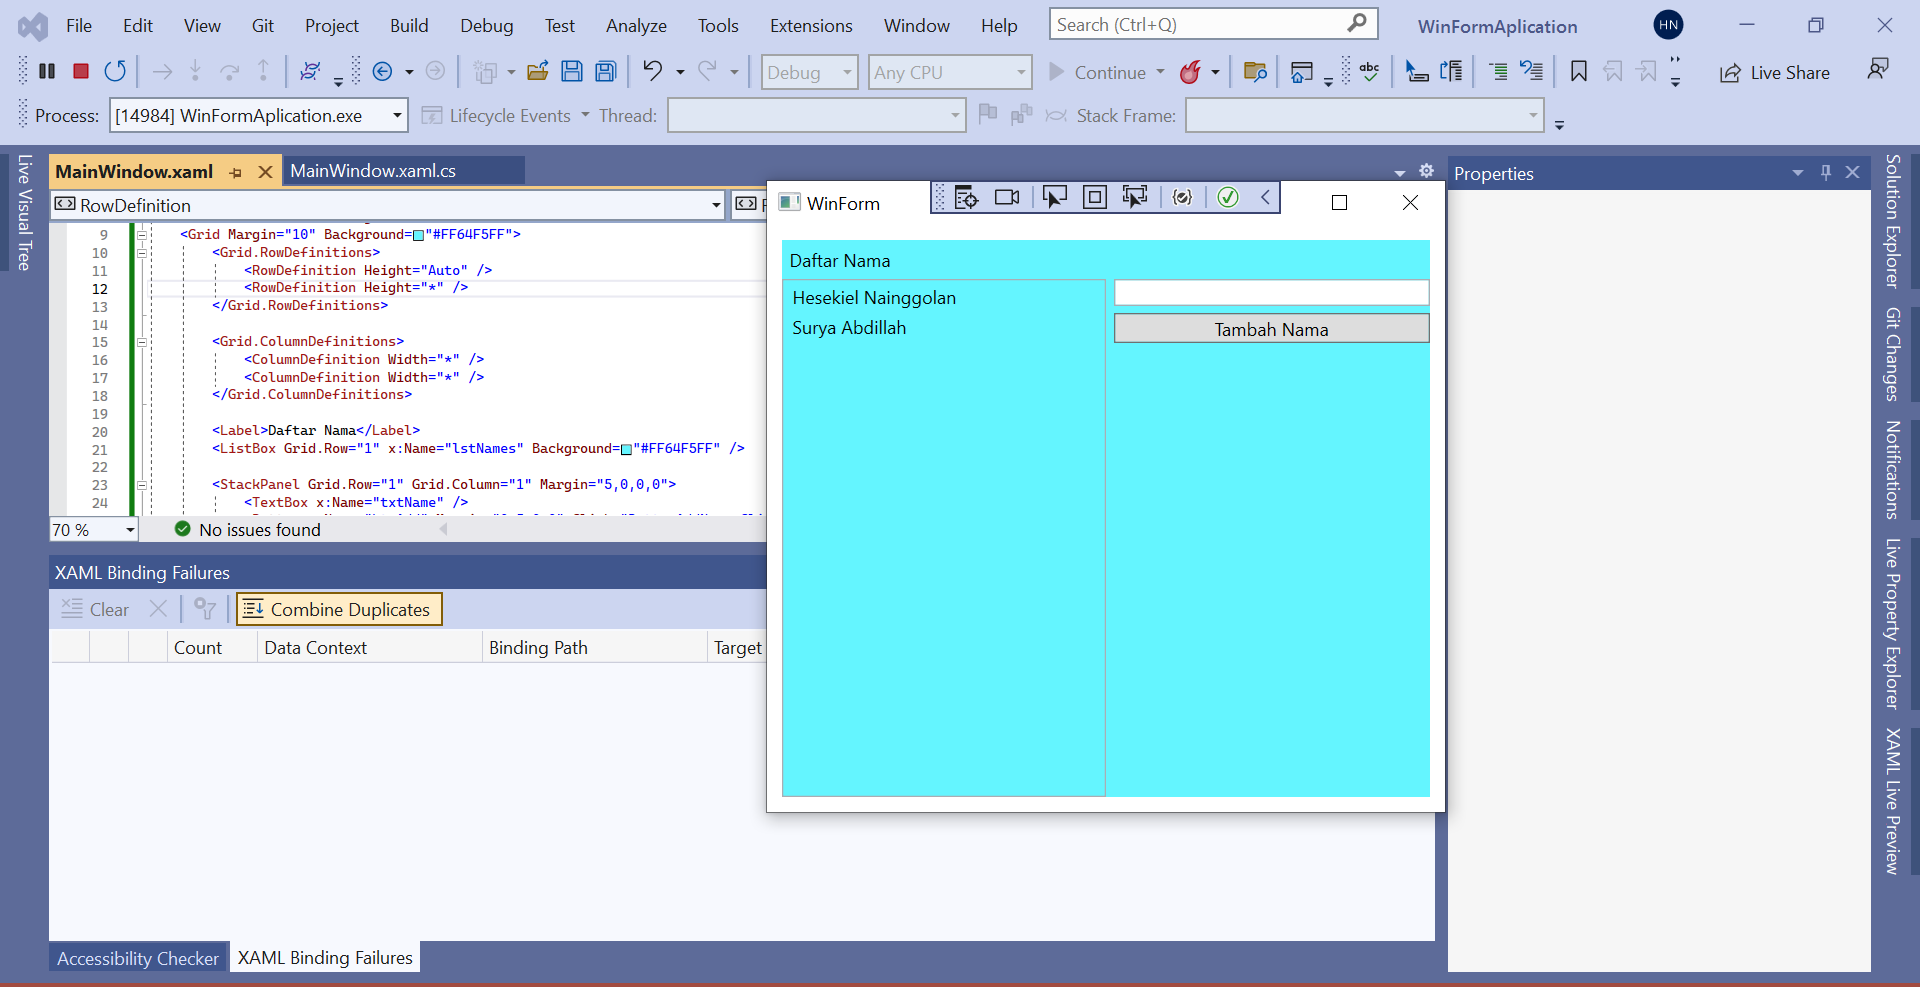 File Edit View Git Project Build Debug Test Analyze Tools Extensions Window Help Search (Ctrl+Q) WinFormAplication HN
Debug Any CPU Continue abc Live Share
Process: [14984] WinFormAplication.exe Lifecycle Events Thread: Stack Frame:
Live Visual Tree
MainWindow.xaml MainWindow.xaml.cs
RowDefinition
9 <Grid Margin="10" Background="#FF64F5FF">
10 <Grid.RowDefinitions>
11 <RowDefinition Height="Auto" />
12 <RowDefinition Height="*" />
13 </Grid.RowDefinitions>
14
15 <Grid.ColumnDefinitions>
16 <ColumnDefinition Width="*" />
17 <ColumnDefinition Width="*" />
18 </Grid.ColumnDefinitions>
19
20 <Label>Daftar Nama</Label>
21 <ListBox Grid.Row="1" x:Name="lstNames" Background="#FF64F5FF" />
22
23 <StackPanel Grid.Row="1" Grid.Column="1" Margin="5,0,0,0">
24 <TextBox x:Name="txtName" />
70 % No issues found
XAML Binding Failures
Clear Combine Duplicates
Count Data Context Binding Path Target
Accessibility Checker XAML Binding Failures
WinForm
Daftar Nama
Hesekiel Nainggolan
Surya Abdillah
Tambah Nama
Properties
Solution Explorer
Git Changes
Notifications
Live Property Explorer
XAML Live Preview